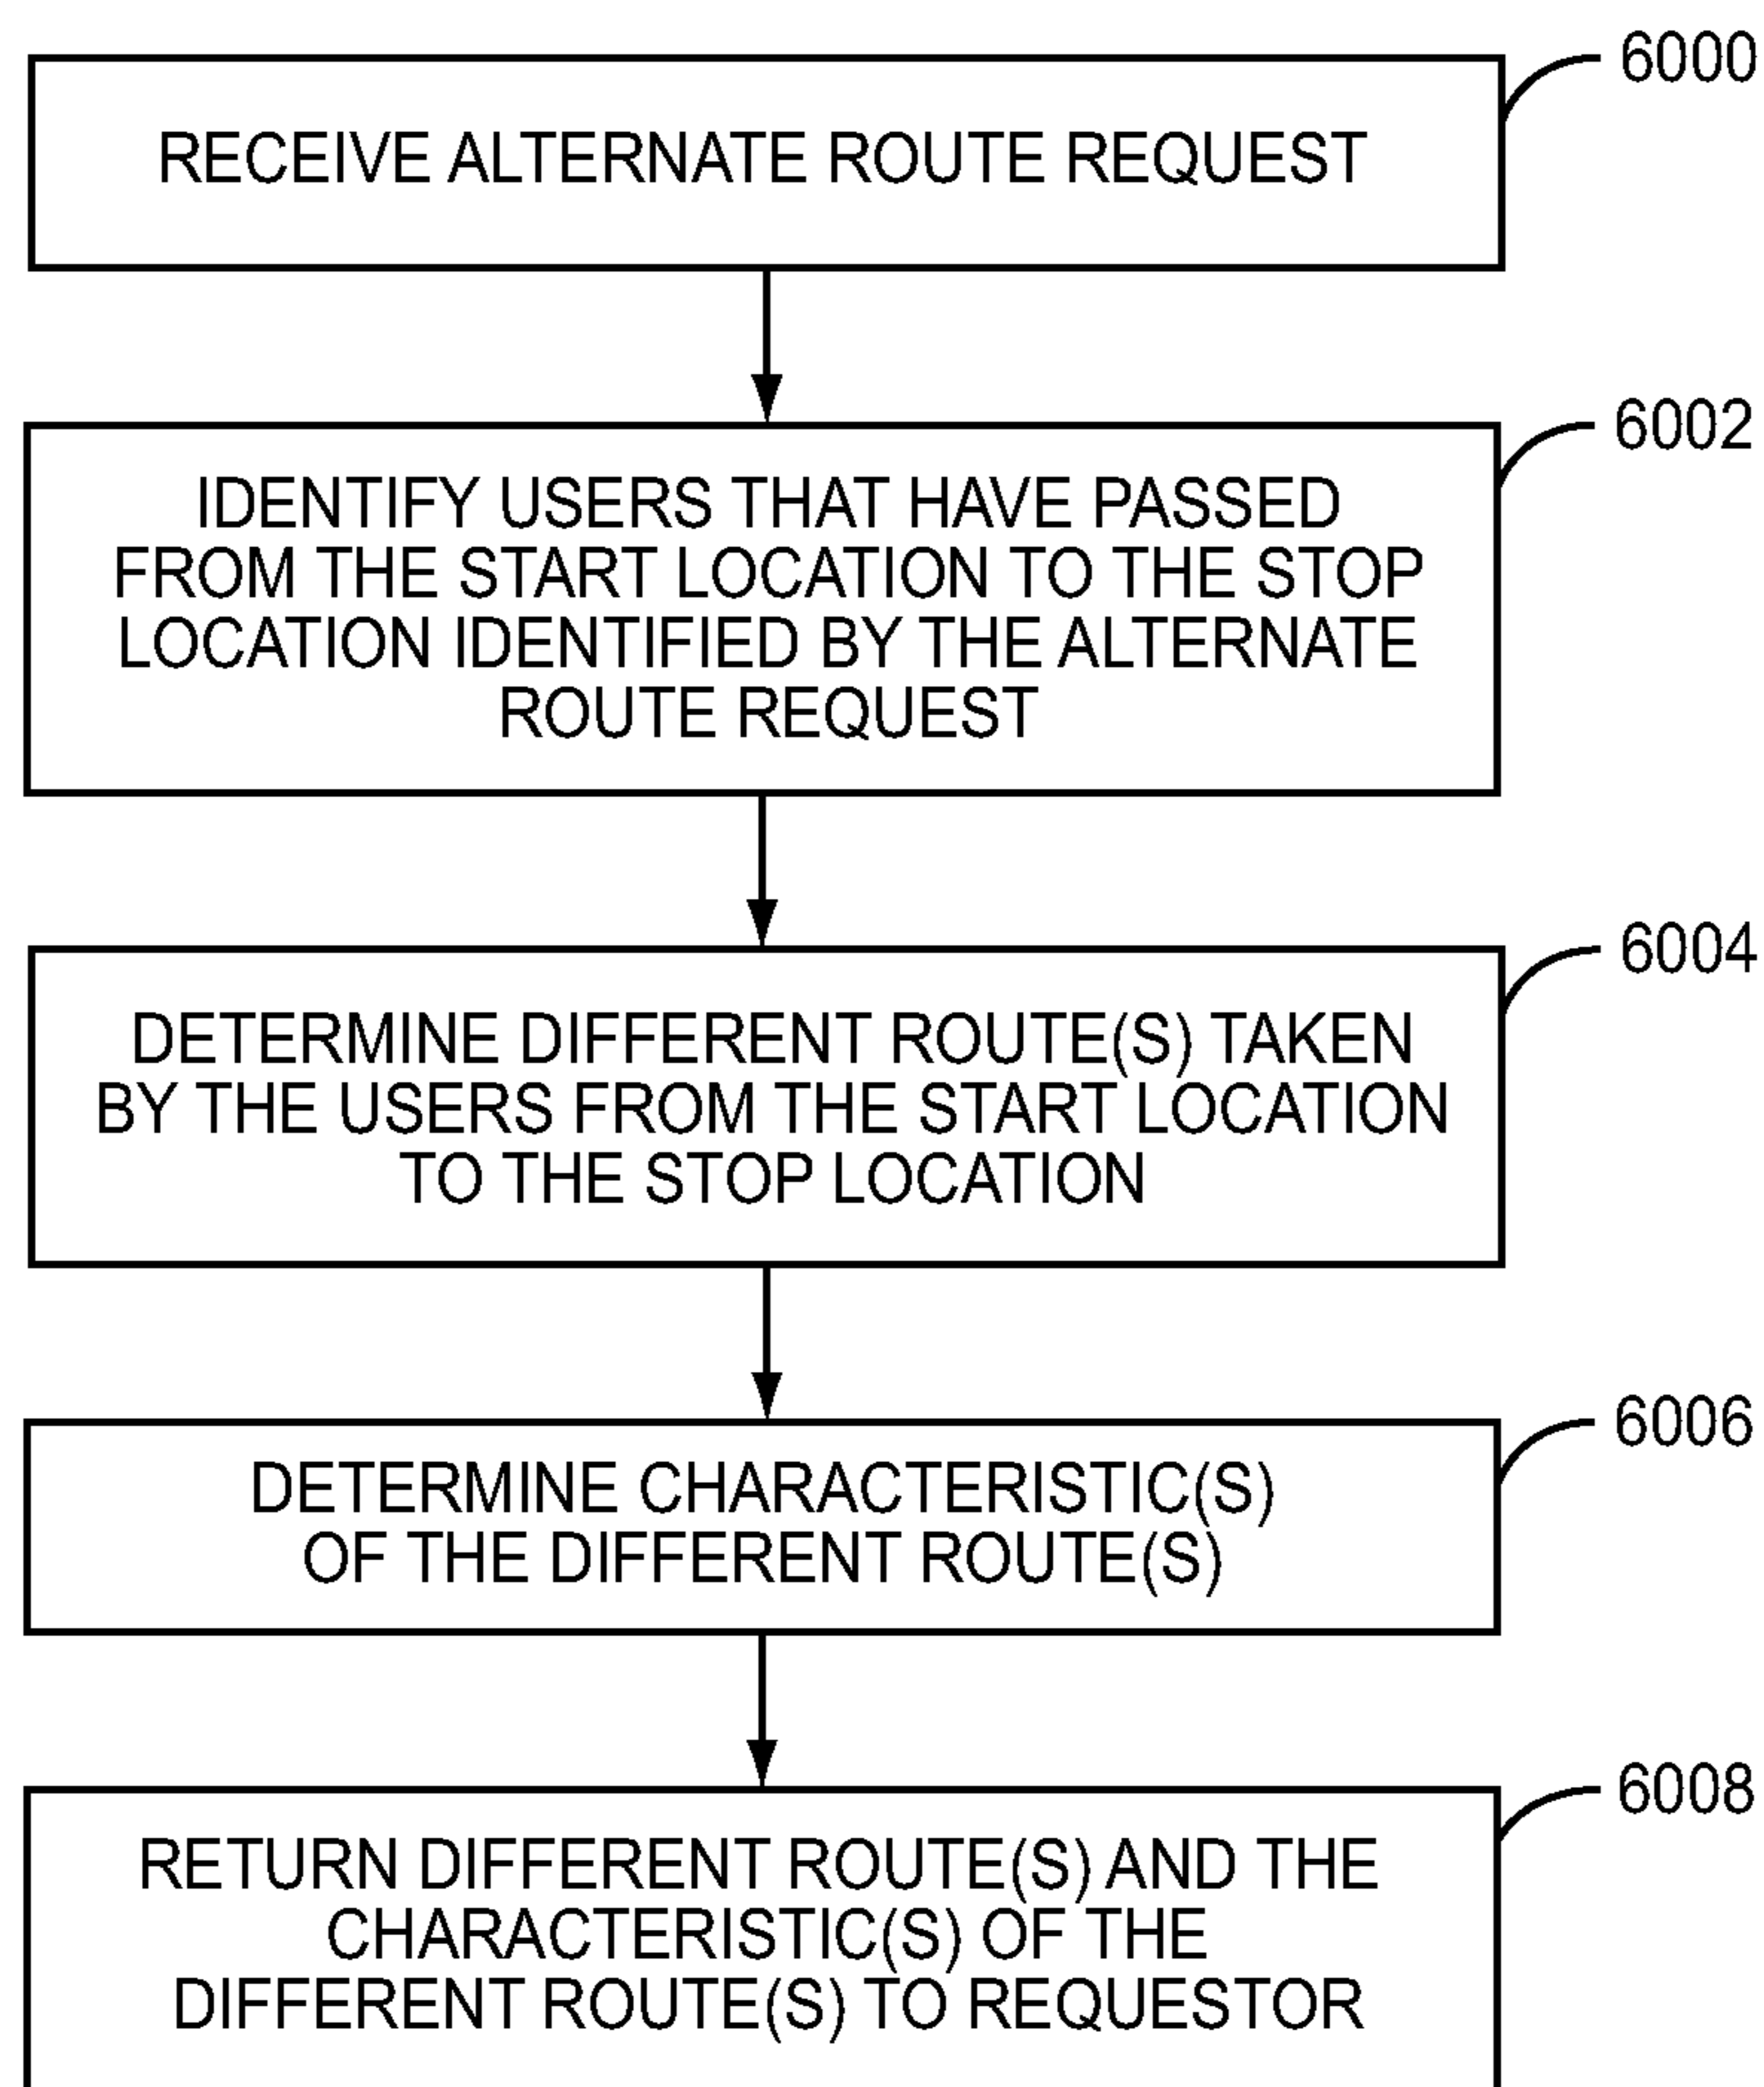 6000
RECEIVE ALTERNATE ROUTE REQUEST
6002
IDENTIFY USERS THAT HAVE PASSED
FROM THE START LOCATION TO THE STOP
LOCATION IDENTIFIED BY THE ALTERNATE
ROUTE REQUEST
6004
DETERMINE DIFFERENT ROUTE(S) TAKEN
BY THE USERS FROM THE START LOCATION
TO THE STOP LOCATION
6006
DETERMINE CHARACTERISTIC(S)
OF THE DIFFERENT ROUTE(S)
6008
RETURN DIFFERENT ROUTE(S) AND THE
CHARACTERISTIC(S) OF THE
DIFFERENT ROUTE(S) TO REQUESTOR